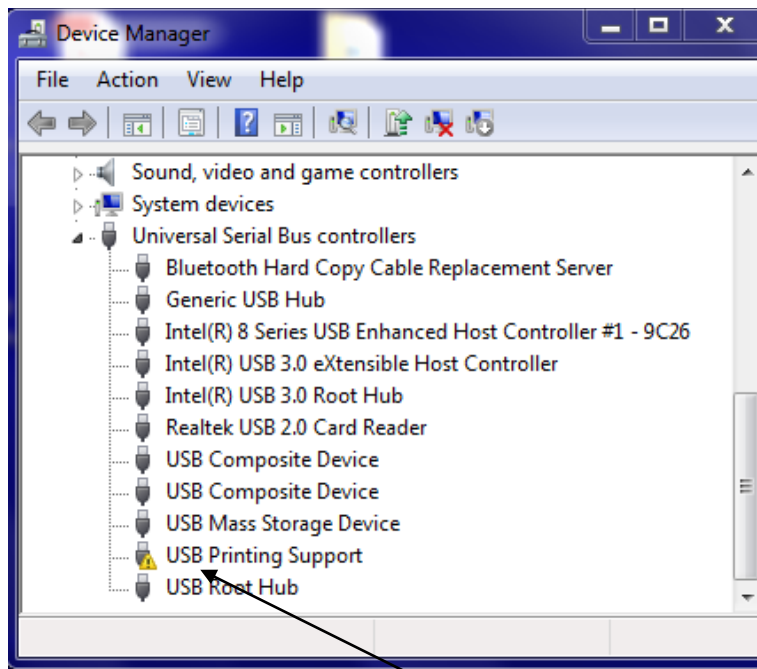 Device Manager
File Action View Help
Sound, video and game controllers
System devices
Universal Serial Bus controllers
Bluetooth Hard Copy Cable Replacement Server
Generic USB Hub
Intel(R) 8 Series USB Enhanced Host Controller #1 - 9C26
Intel(R) USB 3.0 eXtensible Host Controller
Intel(R) USB 3.0 Root Hub
Realtek USB 2.0 Card Reader
USB Composite Device
USB Composite Device
USB Mass Storage Device
USB Printing Support
USB Root Hub